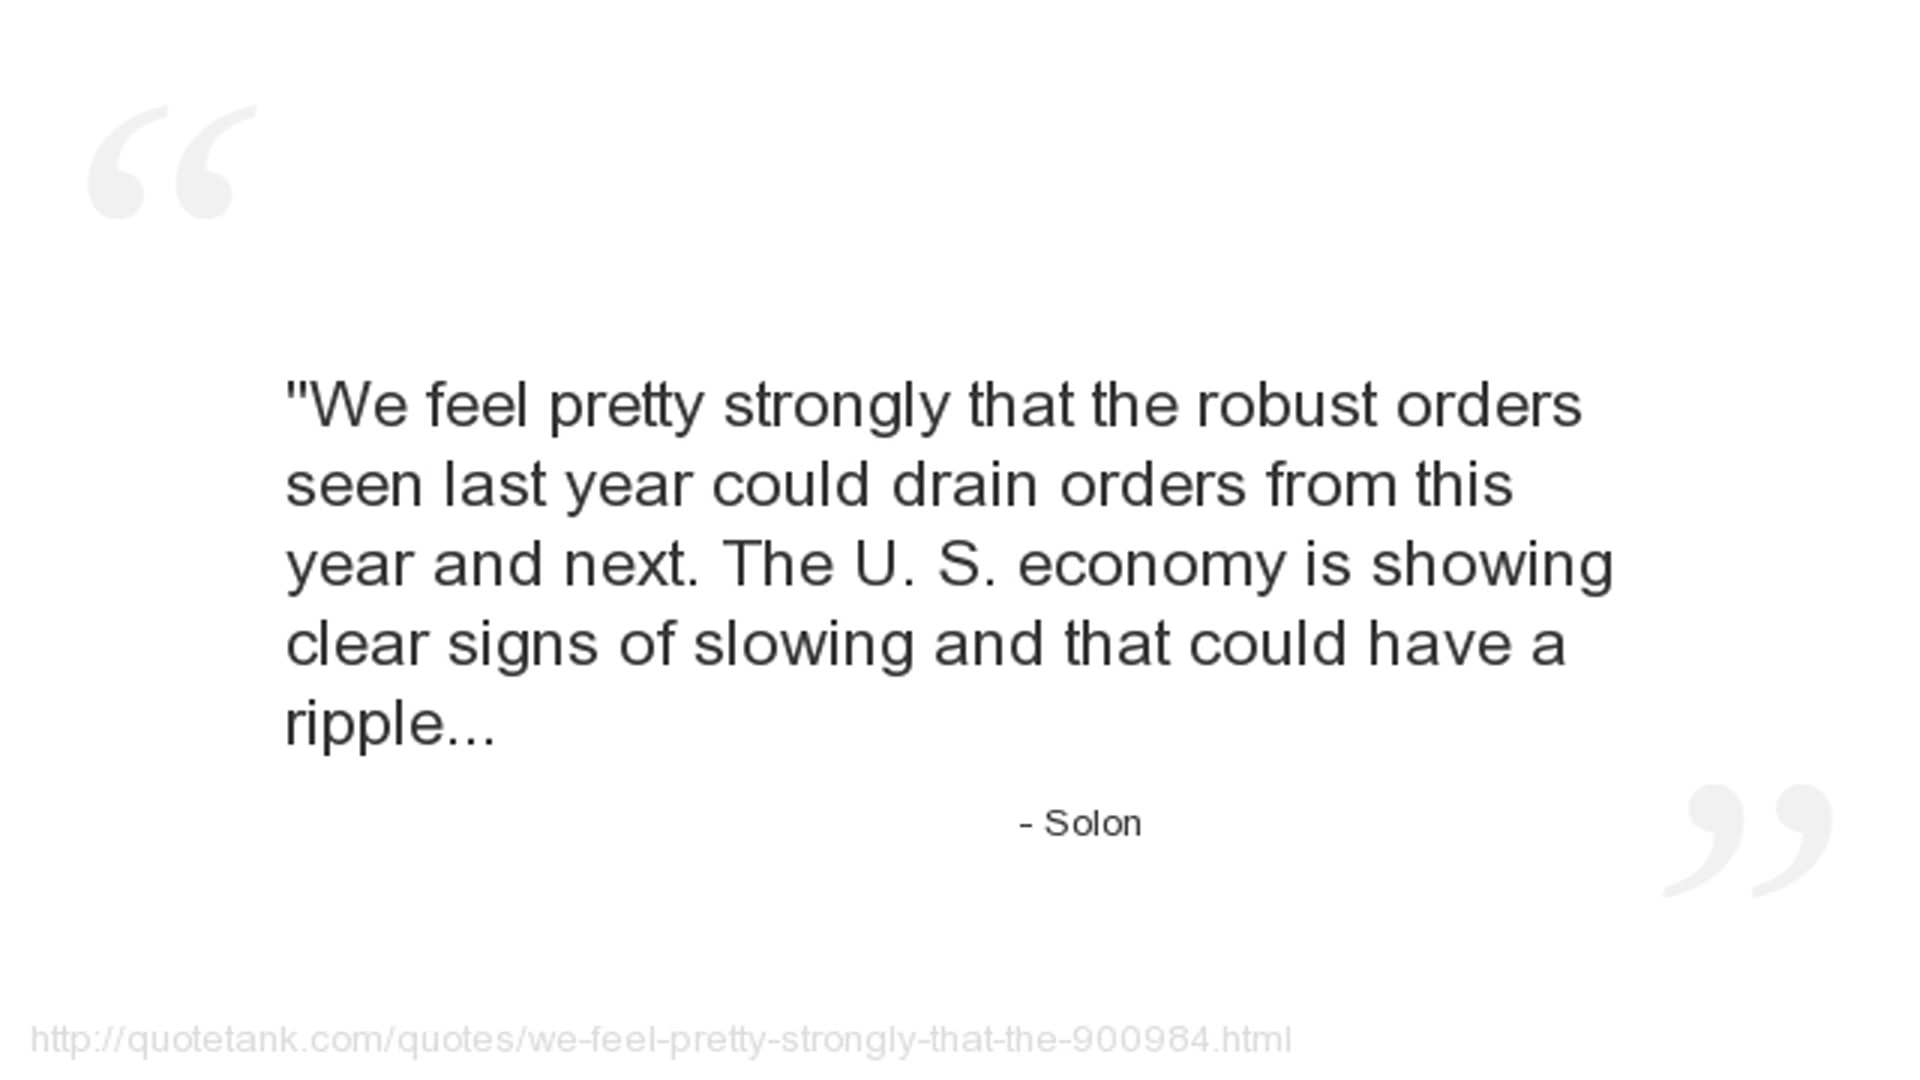 "We feel pretty strongly that the robust orders
seen last year could drain orders from this
year and next. The U. S. economy is showing
clear signs of slowing and that could have a
ripple...
- Solon
http://quotetank.com/quotes/we-feel-pretty-strongly-that-the-900984.html